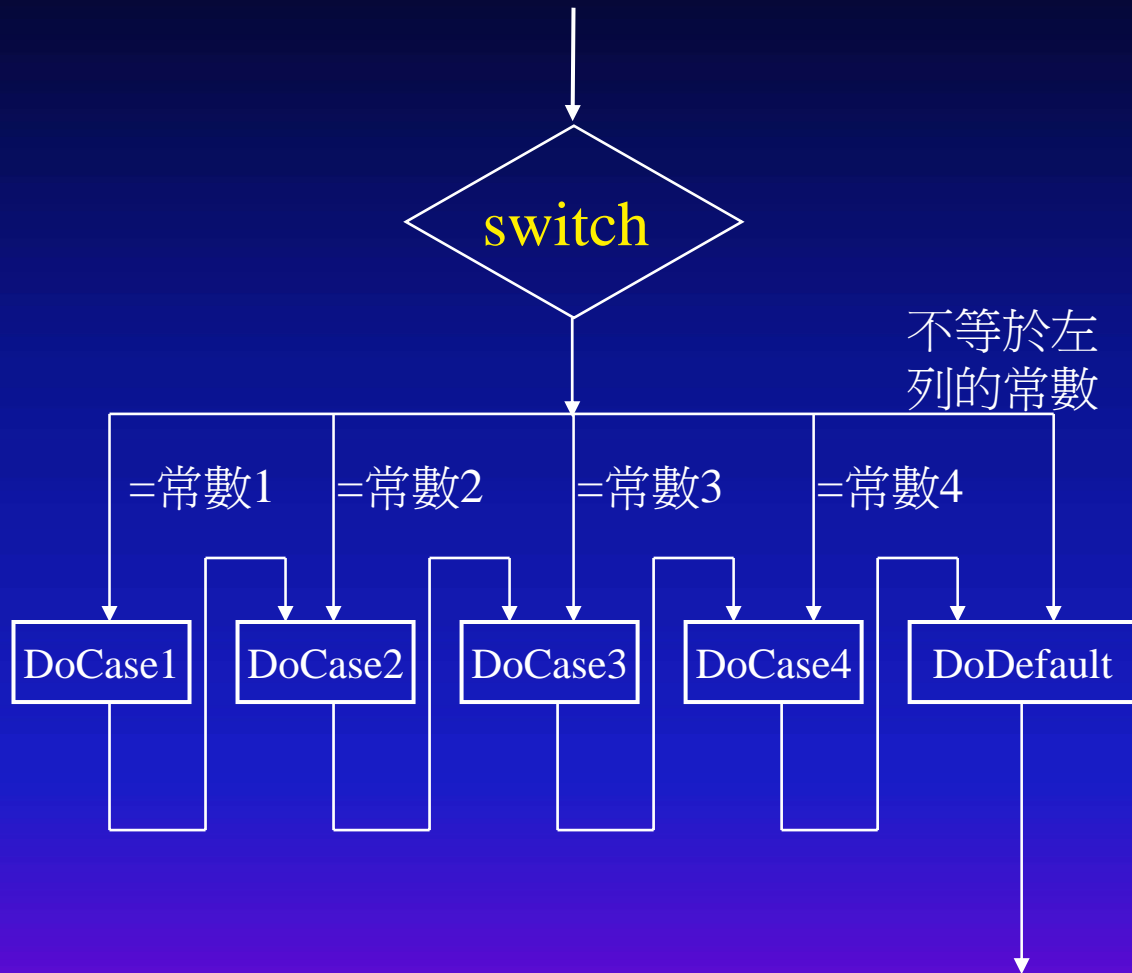 switch
不等於左
列的常數
=常數1
=常數2
=常數3
=常數4
DoCase1
DoCase2
DoCase3
DoCase4
DoDefault